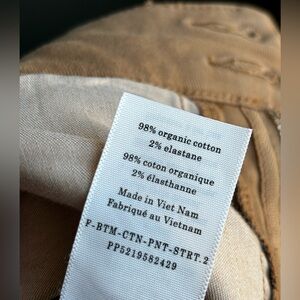 98% organic cotton
2% elastane
98% coton organique
2% élasthanne
Made in Viet Nam
Fabriqué au Vietnam
F-BTM-CTN-PNT-STRT.2
PP5219582429